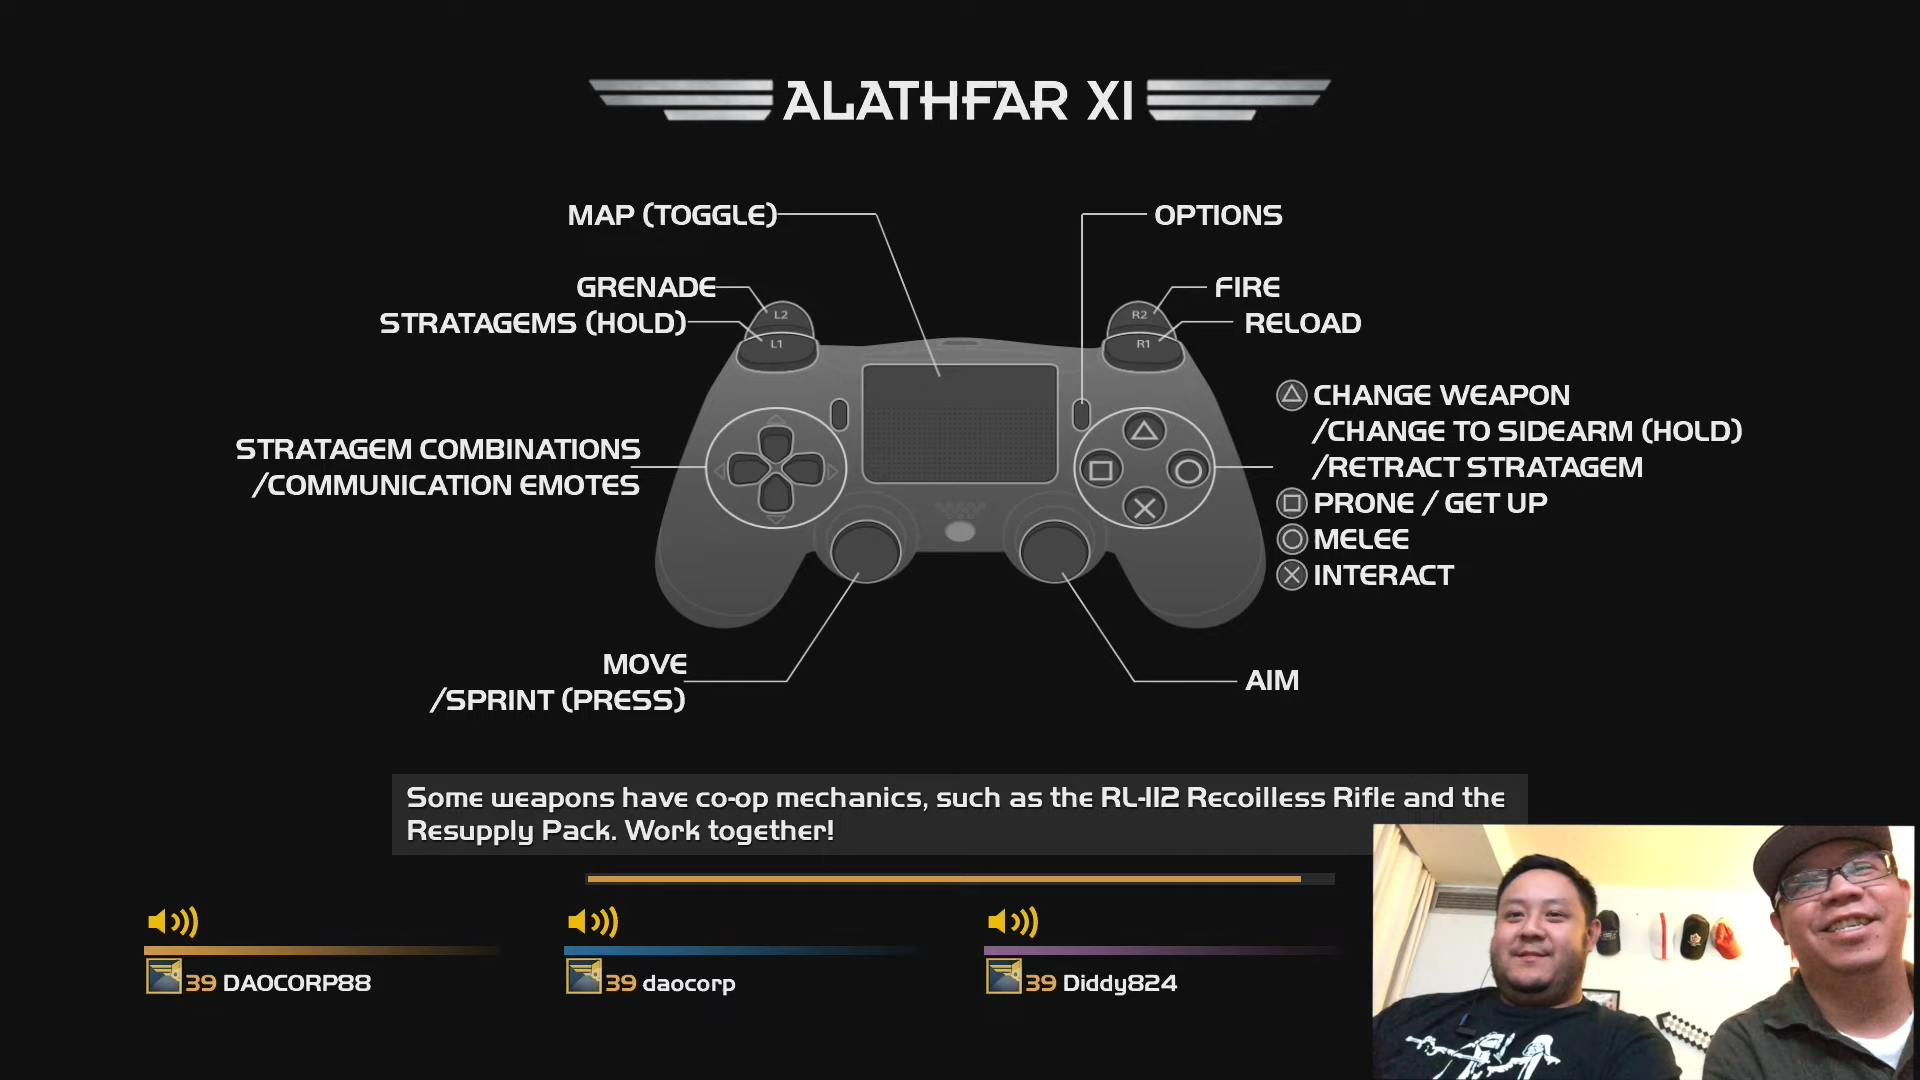 ALATHFAR XI
MAP (TOGGLE)
OPTIONS
GRENADE
FIRE
STRATAGEMS (HOLD)
RELOAD
L2
R2
L1
R1
CHANGE WEAPON
/CHANGE TO SIDEARM (HOLD)
/RETRACT STRATAGEM
STRATAGEM COMBINATIONS
/COMMUNICATION EMOTES
PRONE / GET UP
MELEE
INTERACT
MOVE
/SPRINT (PRESS)
AIM
Some weapons have co-op mechanics, such as the RL-112 Recoilless Rifle and the
Resupply Pack. Work together!
39 DAOCORP88
39 daocorp
39 Diddy824